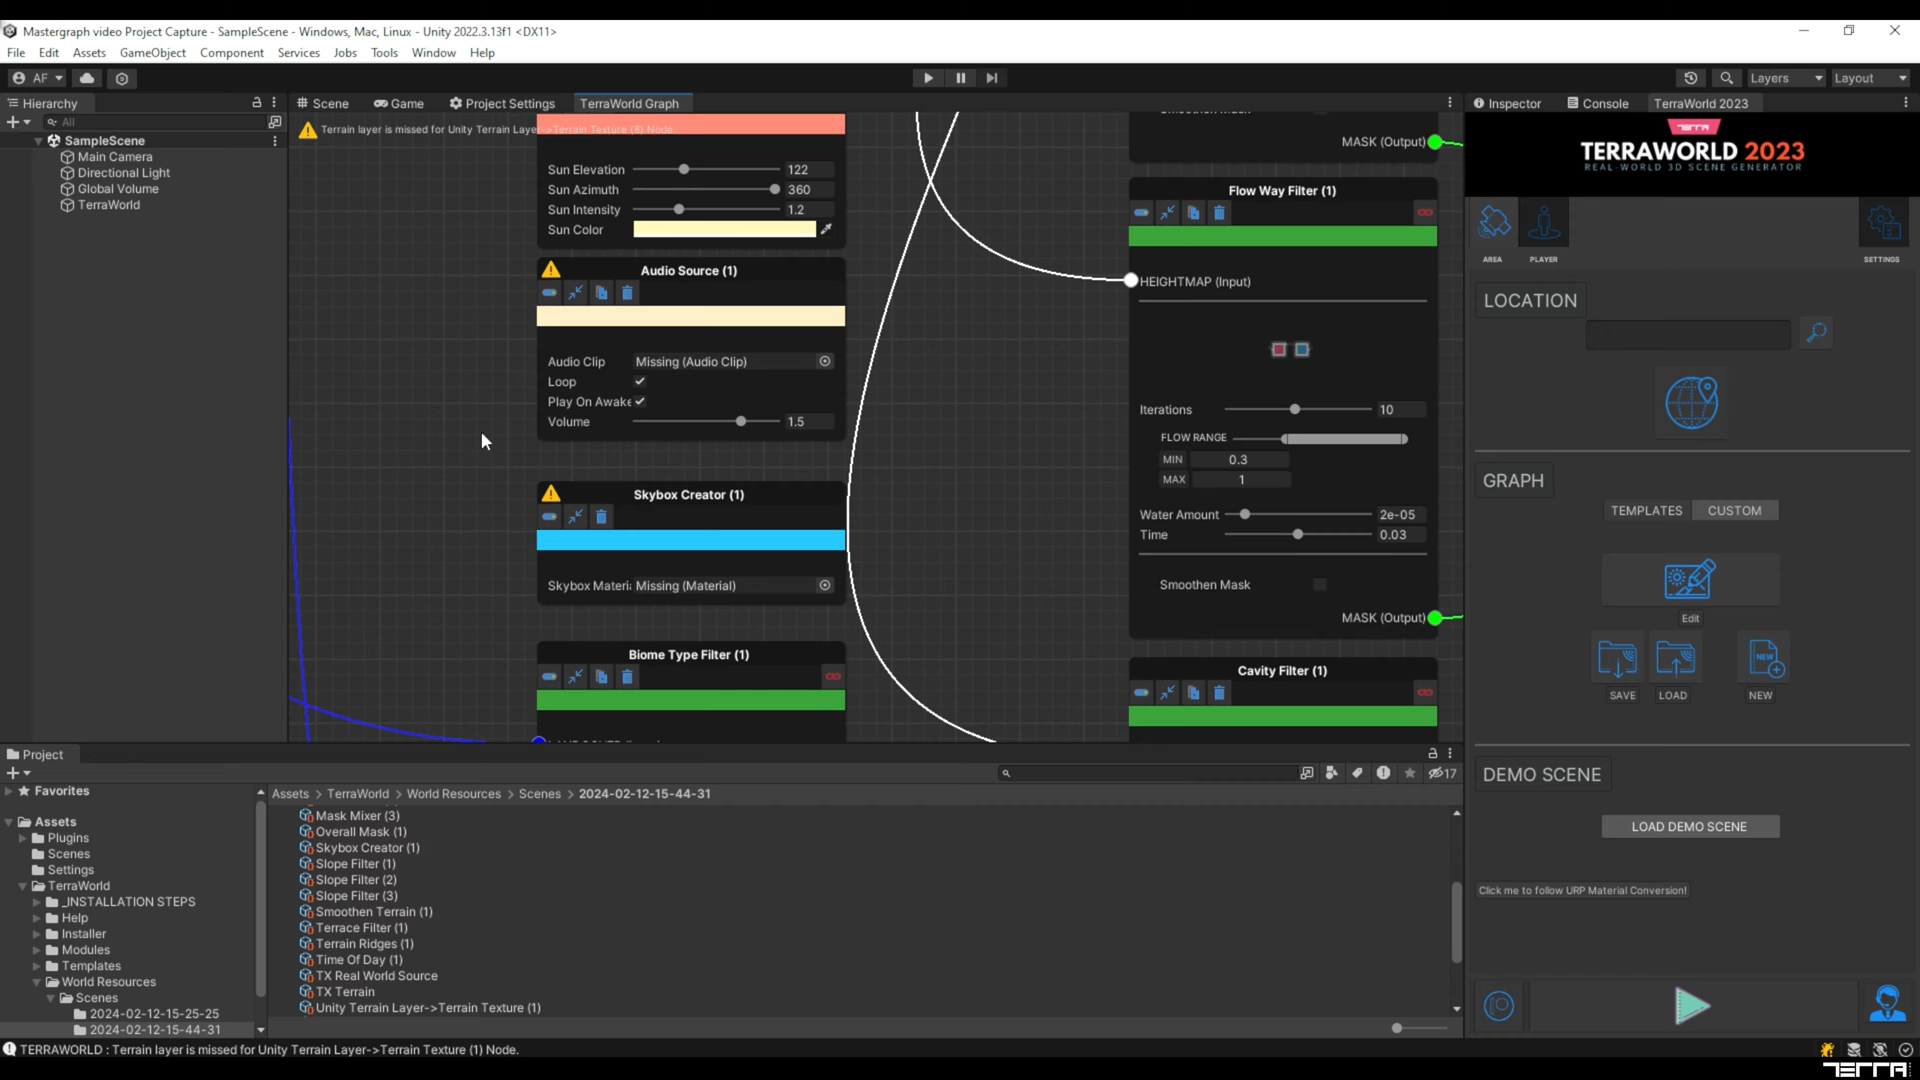 Mastergraph video Project Capture - SampleScene - Windows, Mac, Linux - Unity 2022.3.13f1 <DX11>
File Edit Assets GameObject Component Services Jobs Tools Window Help
AF
Layers Layout
Hierarchy
All
SampleScene
Main Camera
Directional Light
Global Volume
TerraWorld
Scene Game Project Settings TerraWorld Graph
Terrain layer is missed for Unity Terrain Layer->Terrain Texture (8) Node.
Sun Elevation 122
Sun Azimuth 360
Sun Intensity 1.2
Sun Color
Audio Source (1)
Audio Clip Missing (Audio Clip)
Loop
Play On Awake
Volume 1.5
Skybox Creator (1)
Skybox Materi Missing (Material)
Biome Type Filter (1)
MASK (Output)
Flow Way Filter (1)
HEIGHTMAP (Input)
Iterations 10
FLOW RANGE
MIN 0.3
MAX 1
Water Amount 2e-05
Time 0.03
Smoothen Mask
MASK (Output)
Cavity Filter (1)
Inspector Console TerraWorld 2023
TERRA
TERRAWORLD 2023
REAL-WORLD 3D SCENE GENERATOR
AREA PLAYER SETTINGS
LOCATION
GRAPH
TEMPLATES CUSTOM
Edit
NEW
SAVE LOAD NEW
DEMO SCENE
LOAD DEMO SCENE
Click me to follow URP Material Conversion!
Project
17
Favorites
Assets
Plugins
Scenes
Settings
TerraWorld
_INSTALLATION STEPS
Help
Installer
Modules
Templates
World Resources
Scenes
2024-02-12-15-25-25
2024-02-12-15-44-31
Assets > TerraWorld > World Resources > Scenes > 2024-02-12-15-44-31
Mask Mixer (3)
Overall Mask (1)
Skybox Creator (1)
Slope Filter (1)
Slope Filter (2)
Slope Filter (3)
Smoothen Terrain (1)
Terrace Filter (1)
Terrain Ridges (1)
Time Of Day (1)
TX Real World Source
TX Terrain
Unity Terrain Layer->Terrain Texture (1)
TERRAWORLD : Terrain layer is missed for Unity Terrain Layer->Terrain Texture (1) Node.
TERRA